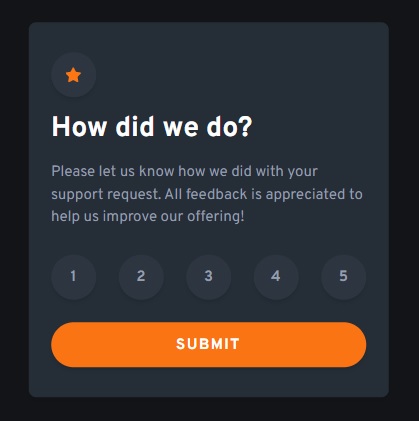 How did we do?
Please let us know how we did with your
support request. All feedback is appreciated to
help us improve our offering!
1 2 3 4 5
SUBMIT